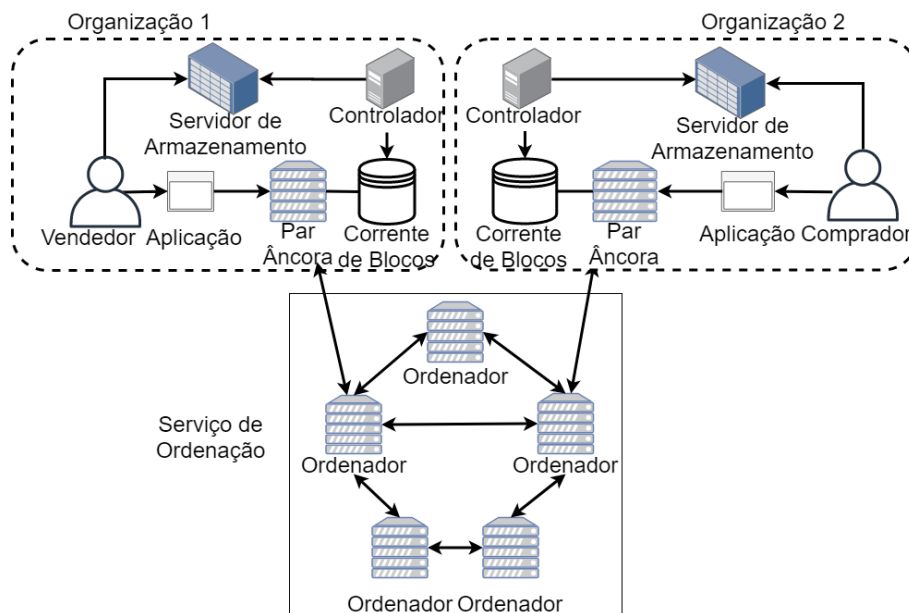 Organização 1
Organização 2
Servidor de
Armazenamento
Controlador
Controlador
Servidor de
Armazenamento
Vendedor
Aplicação
Par
Âncora
Corrente
de Blocos
Corrente
de Blocos
Par
Âncora
Aplicação
Comprador
Ordenador
Serviço de
Ordenação
Ordenador
Ordenador
Ordenador
Ordenador